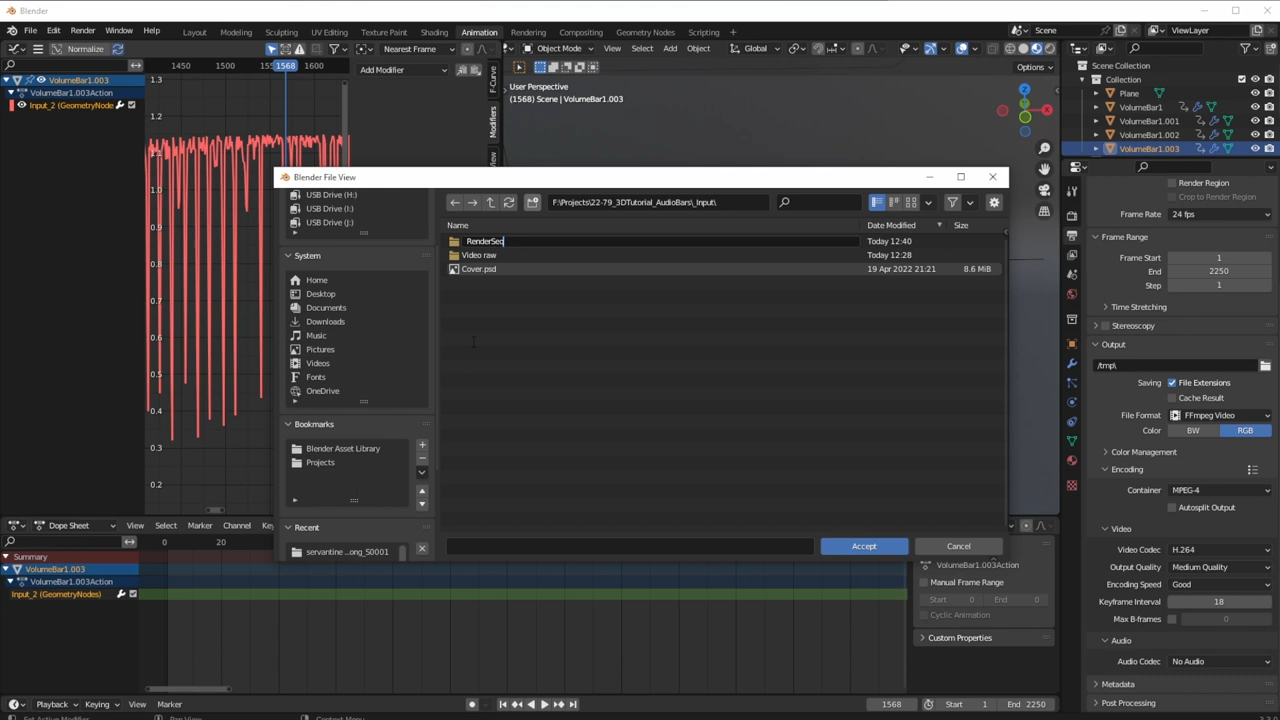 Blender
File Edit Render Window Help Layout Modeling Sculpting UV Editing Texture Paint Shading Animation Rendering Compositing Geometry Nodes Scripting + Scene ViewLayer
Normalize Nearest Frame Object Mode View Select Add Object Global
1450 155 1568 1600 Add Modifier Options
VolumeBar1.003
VolumeBar1.003Action
Input_2 (GeometryNode
1.3
1.2
1.1
1.0
0.9
0.8
0.7
0.6
0.5
0.4
0.3
0.2
F-Curve
Modifiers
View
User Perspective
(1568) Scene | VolumeBar1.003
Z
X
Scene Collection
Collection
Plane
VolumeBar1
VolumeBar1.001
VolumeBar1.002
VolumeBar1.003
Blender File View
USB Drive (H:)
USB Drive (I:)
USB Drive (J:)
System
Home
Desktop
Documents
Downloads
Music
Pictures
Videos
Fonts
OneDrive
Bookmarks
Blender Asset Library
Projects
Recent
servantine ...ong_S0001
F:\Projects\22-79_3DTutorial_AudioBars\_Input\
Name Date Modified Size
RenderSeq Today 12:40
Video raw Today 12:28
Cover.psd 19 Apr 2022 21:21 8.6 MiB
Accept Cancel
Render Region
Crop to Render Region
Frame Rate 24 fps
Frame Range
Frame Start 1
End 2250
Step 1
Time Stretching
Stereoscopy
Output
/tmp\
Saving File Extensions
Cache Result
File Format FFmpeg Video
Color BW RGB
Color Management
Encoding
Container MPEG-4
Autosplit Output
Video
Video Codec H.264
Output Quality Medium Quality
Encoding Speed Good
Keyframe Interval 18
Max B-frames 0
Audio
Audio Codec No Audio
Metadata
Post Processing
Dope Sheet View Select Marker Channel
0 20
Summary
VolumeBar1.003
VolumeBar1.003Action
Input_2 (GeometryNodes)
VolumeBar1.003Action
Manual Frame Range
Start 0 End 0
Cyclic Animation
Custom Properties
Playback Keying View Marker 1568 Start 1 End 2250